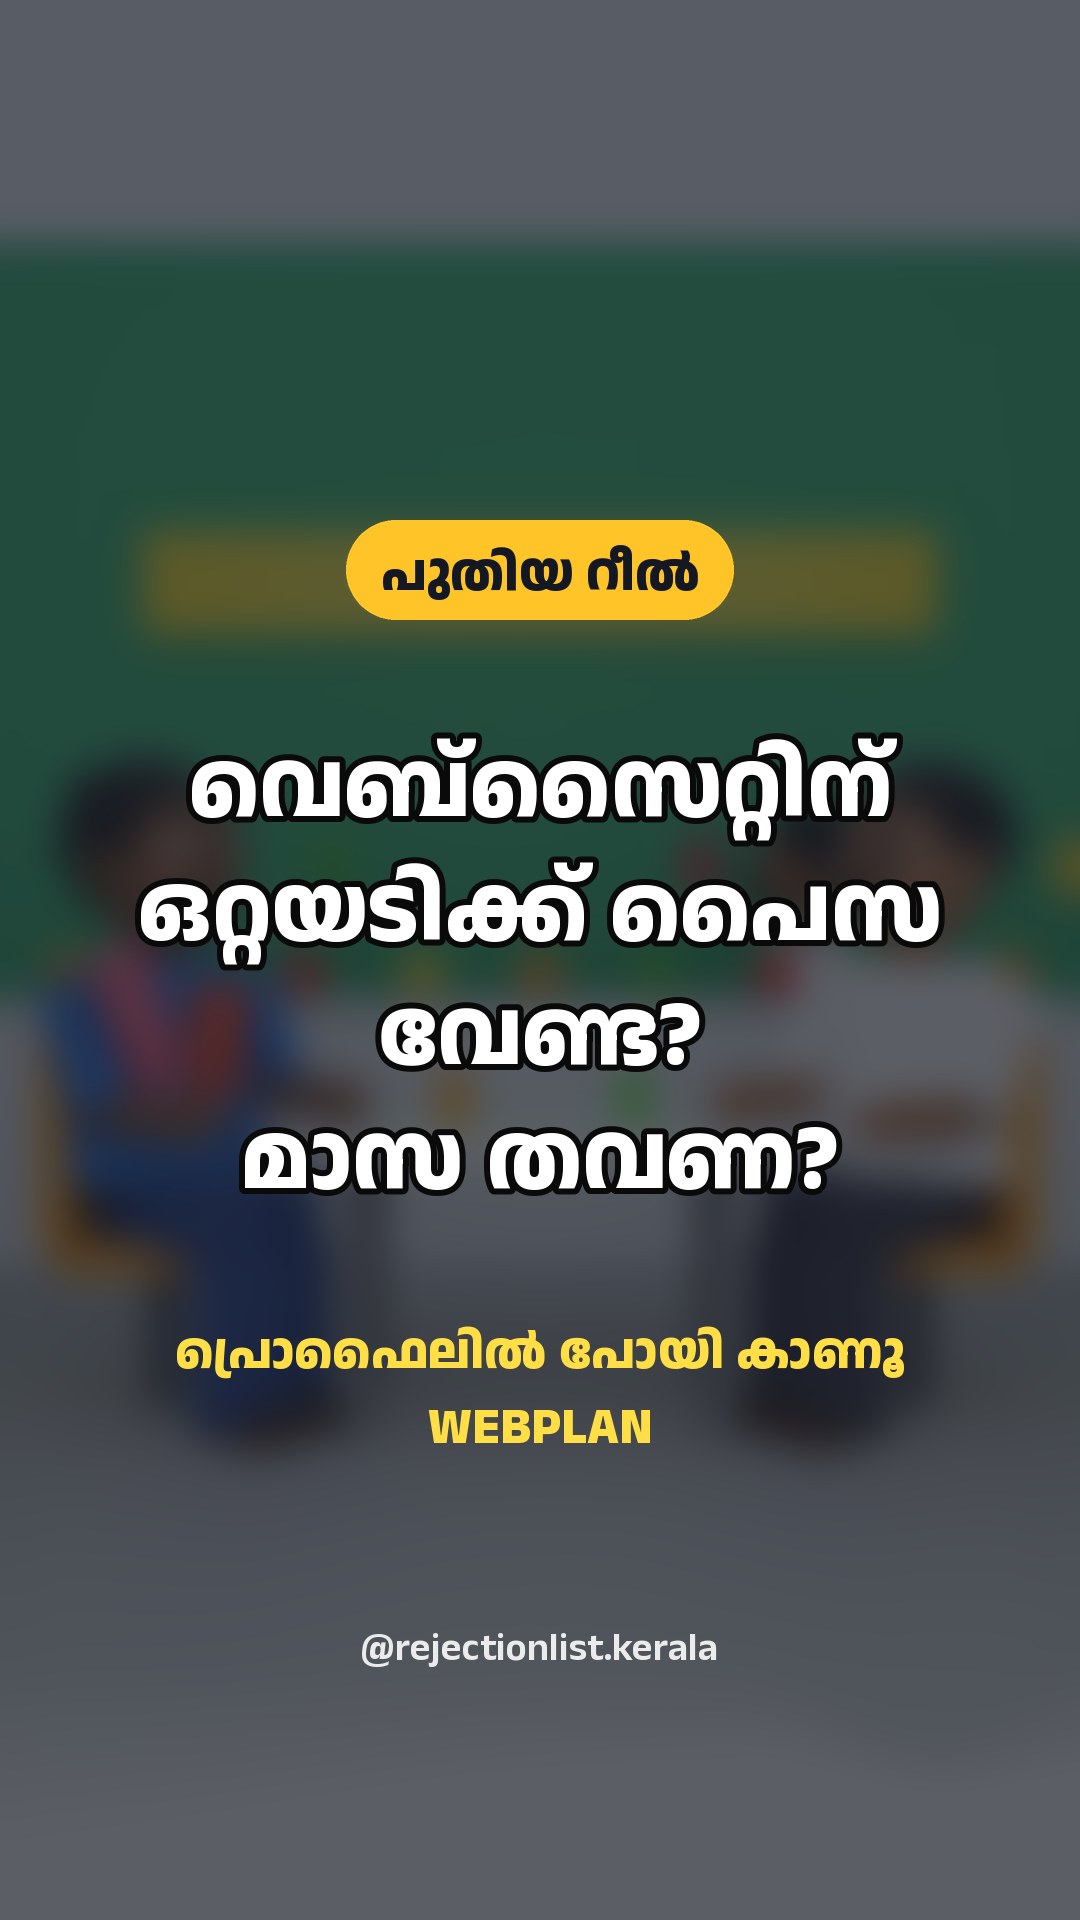 പുതിയ റീൽ
വെബ്സൈറ്റിന്
ഒറ്റയടിക്ക് പൈസ
വേണ്ട?
മാസ തവണ?
പ്രൊഫൈലിൽ പോയി കാണൂ
WEBPLAN
@rejectionlist.kerala